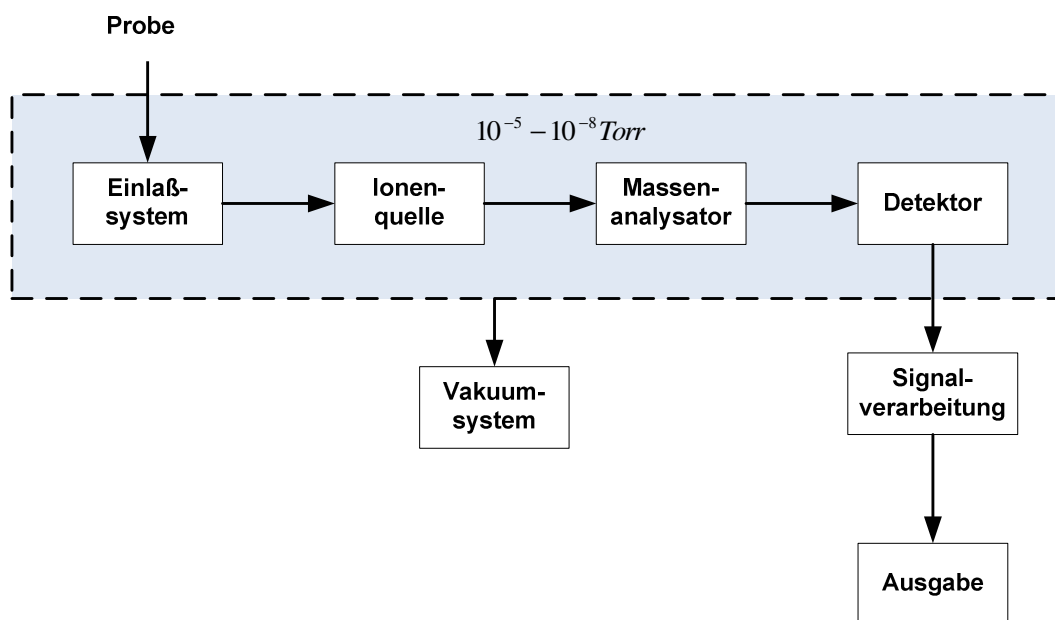 Probe
10⁻⁵ – 10⁻⁸ Torr
Einlaß-
system
Ionen-
quelle
Massen-
analysator
Detektor
Vakuum-
system
Signal-
verarbeitung
Ausgabe